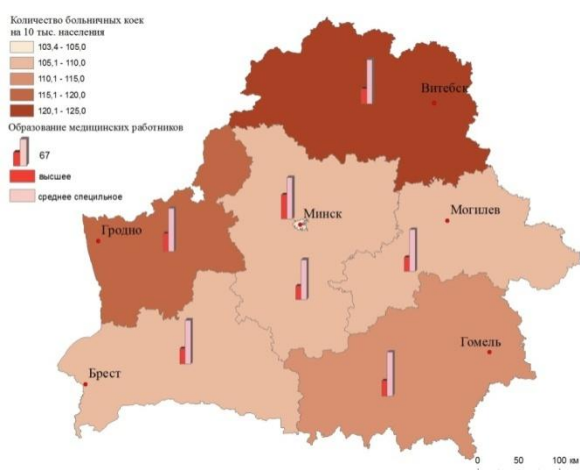 Количество больничных коек
на 10 тыс. населения
103,4 - 105,0
105,1 - 110,0
110,1 - 115,0
115,1 - 120,0
120,1 - 125,0
Образование медицинских работников
67
высшее
среднее специльное
Витебск
Минск
Могилев
Гродно
Гомель
Брест
0 50 100 км